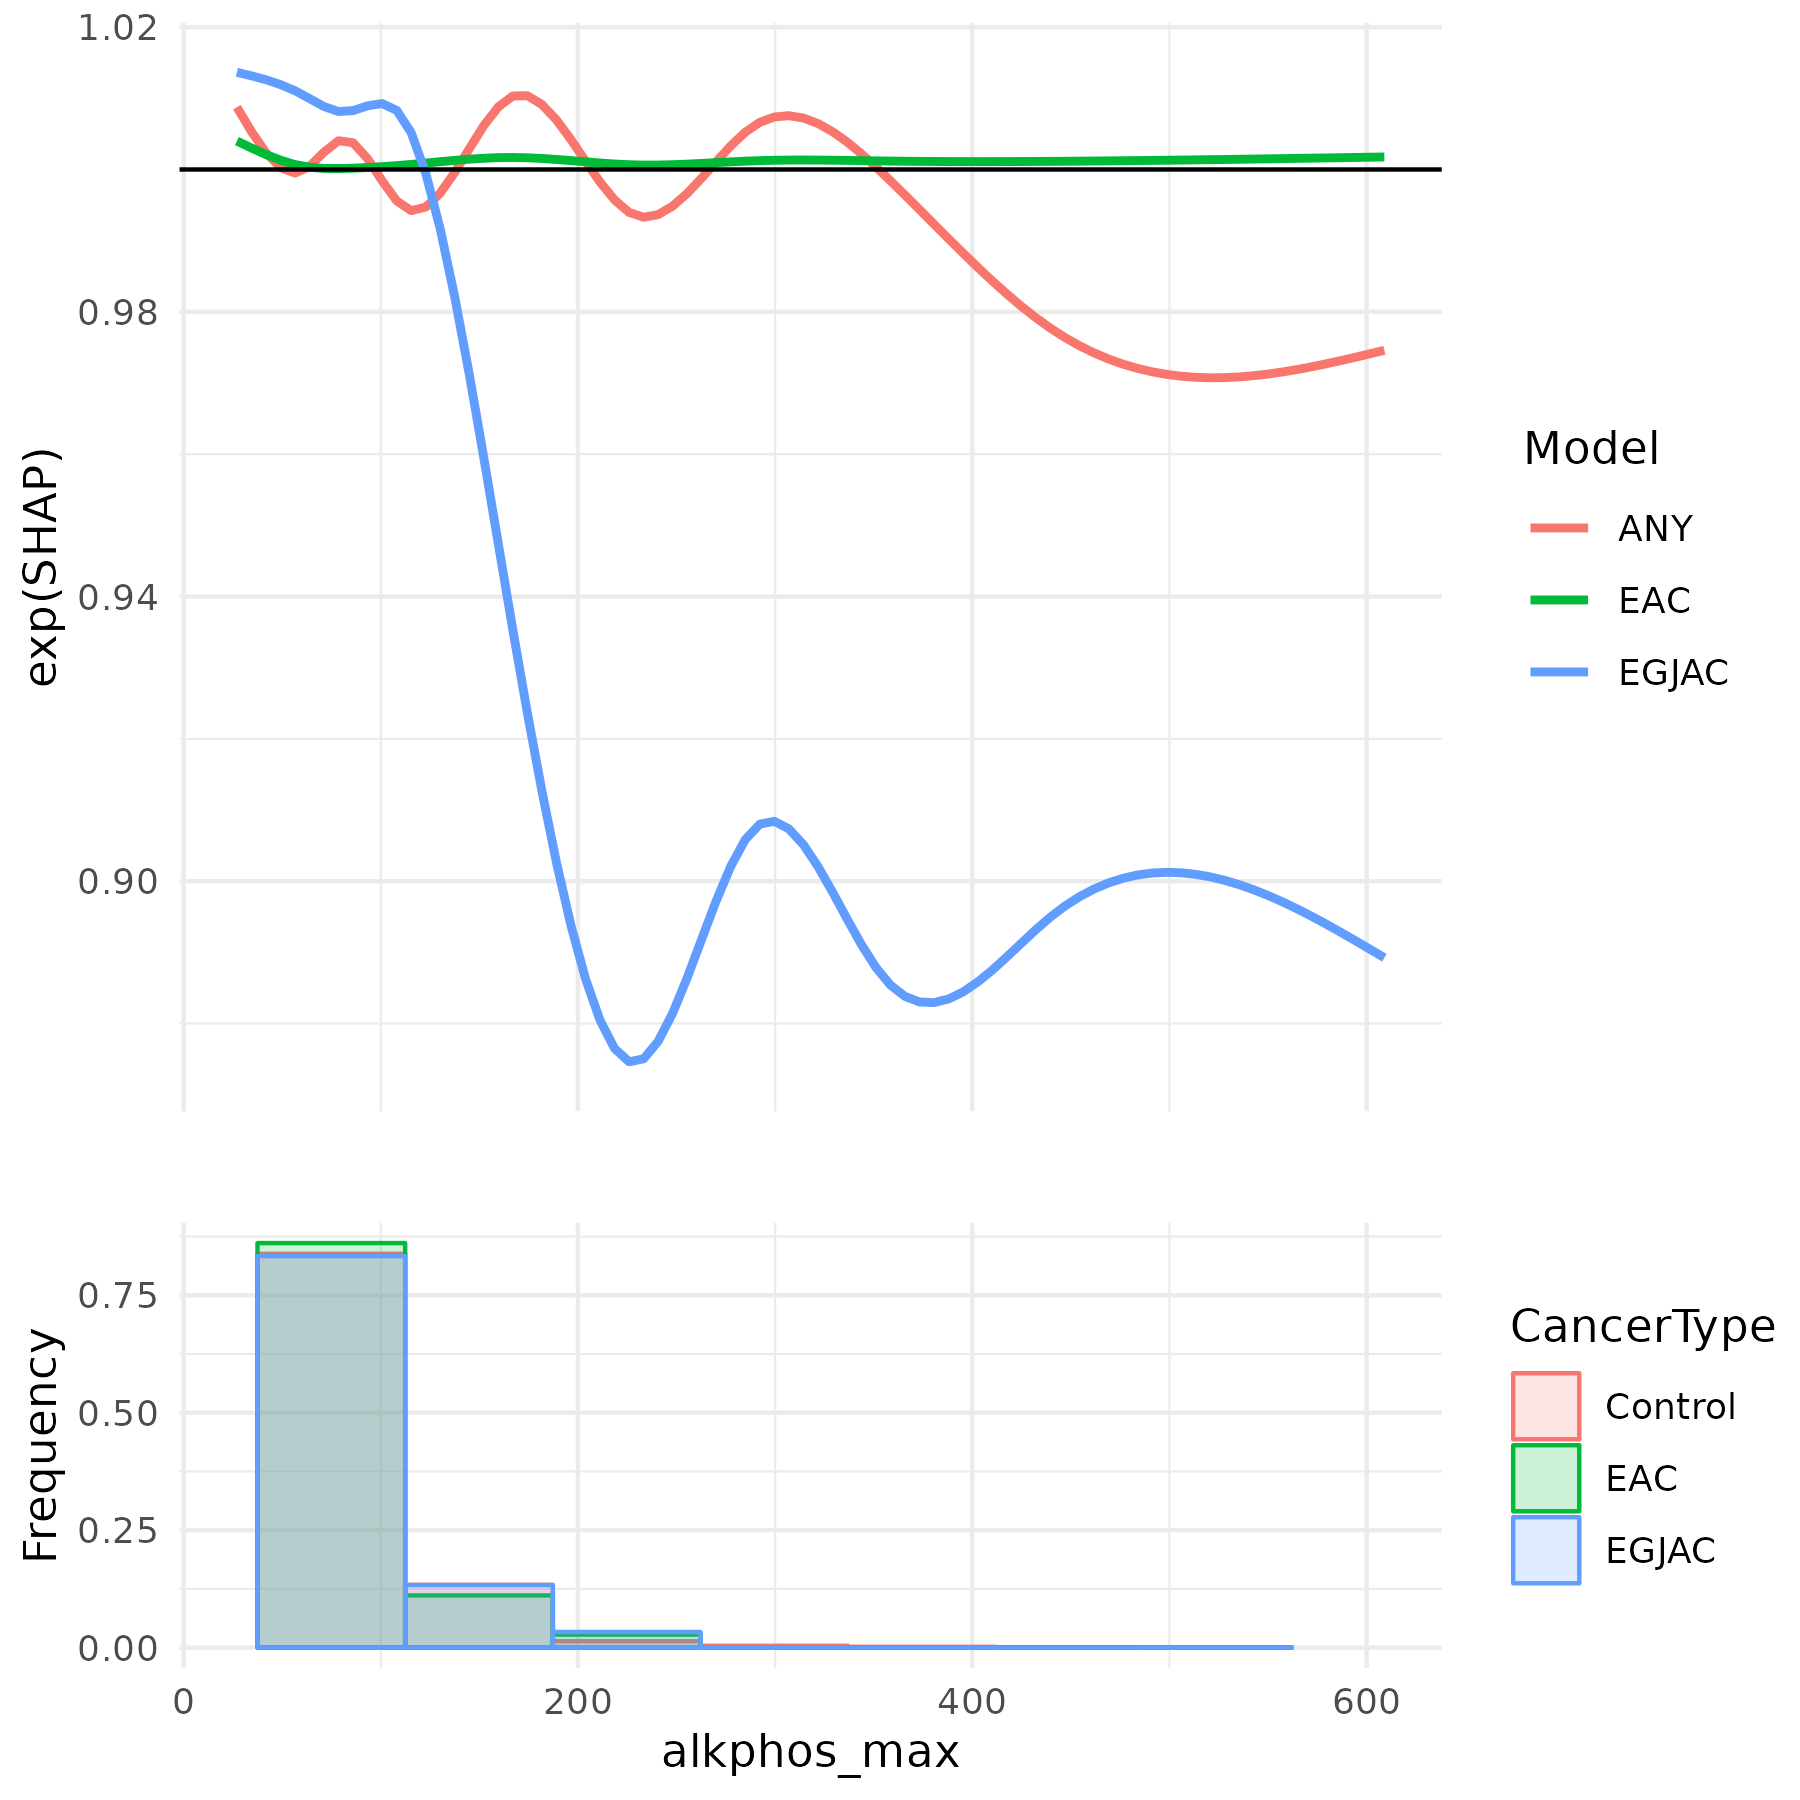 1.02
0.98
0.94
0.90
exp(SHAP)
Model
ANY
EAC
EGJAC
0.75
0.50
0.25
0.00
Frequency
0
200
400
600
alkphos_max
CancerType
Control
EAC
EGJAC